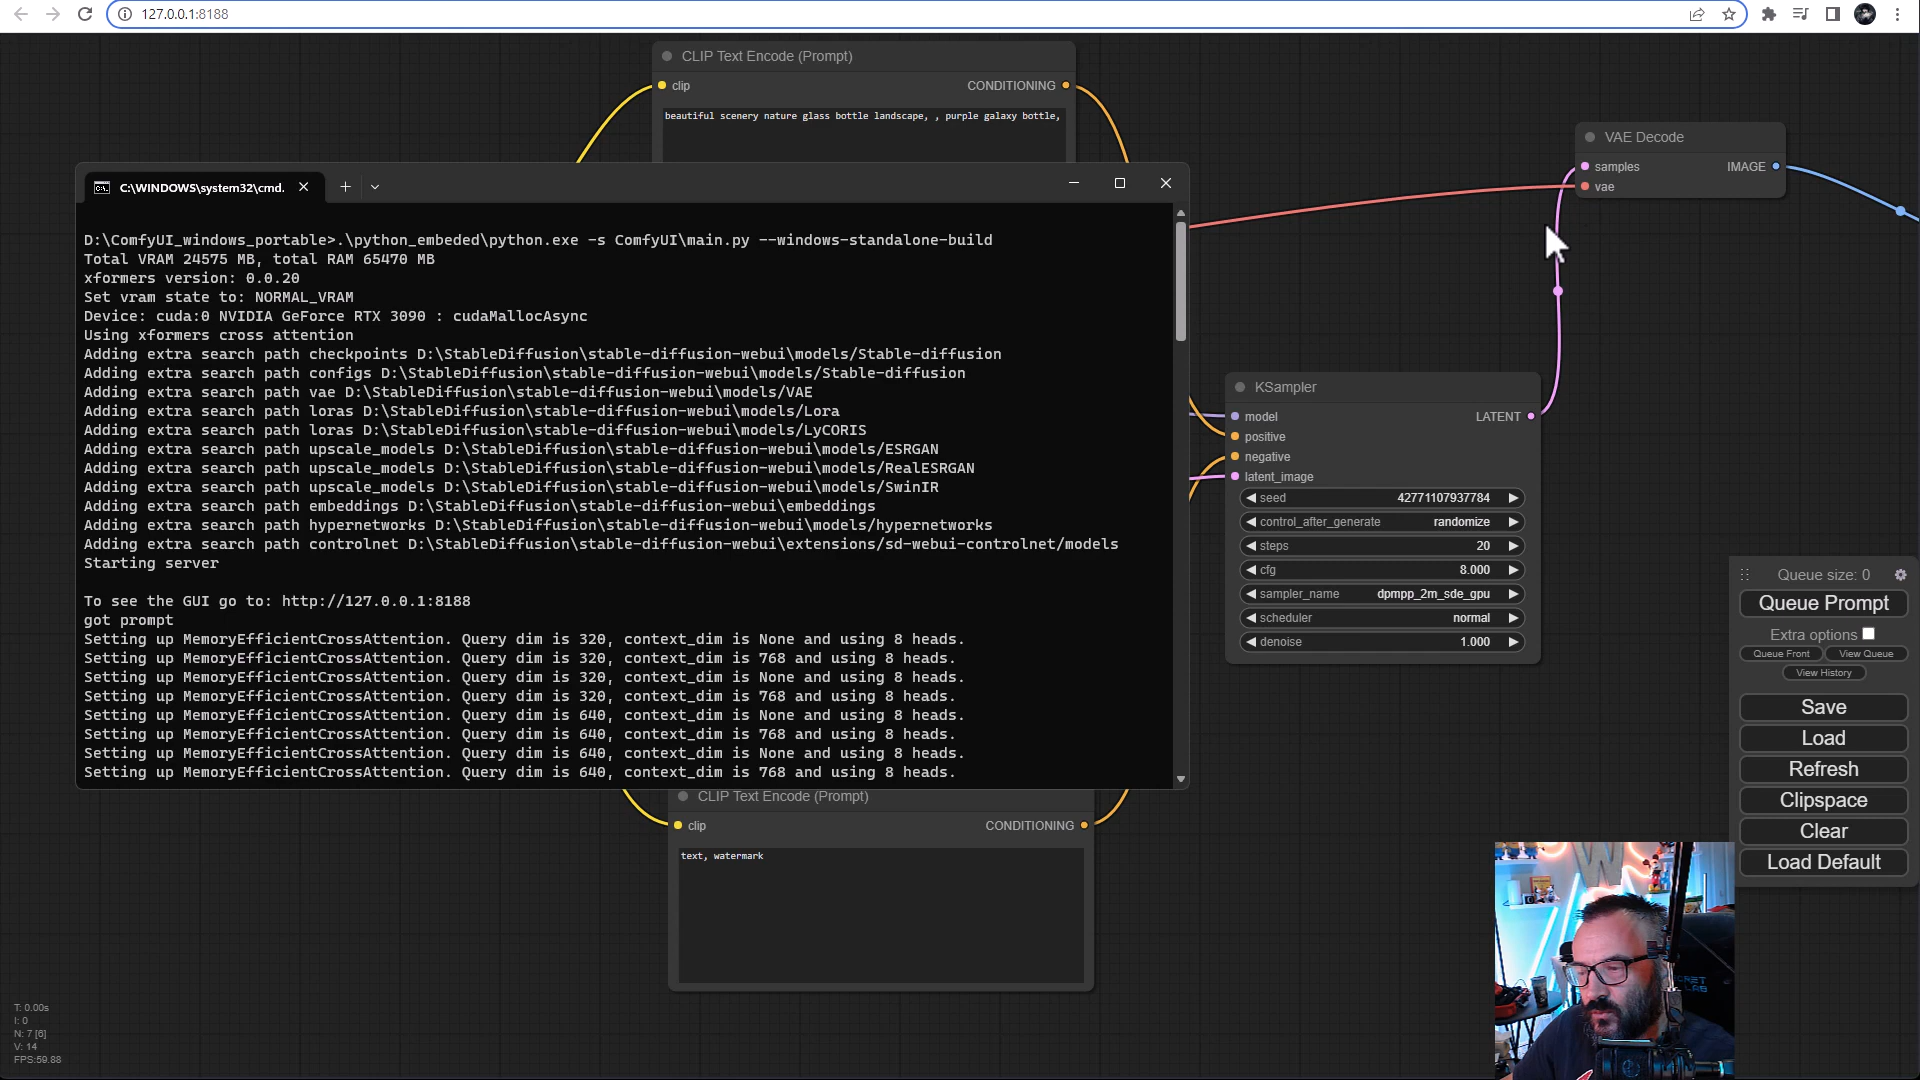 127.0.0.1:8188
CLIP Text Encode (Prompt)
clip
CONDITIONING
beautiful scenery nature glass bottle landscape, , purple galaxy bottle,
VAE Decode
samples
IMAGE
vae
C:\WINDOWS\system32\cmd.
D:\ComfyUI_windows_portable>.\python_embeded\python.exe -s ComfyUI\main.py --windows-standalone-build
Total VRAM 24575 MB, total RAM 65470 MB
xformers version: 0.0.20
Set vram state to: NORMAL_VRAM
Device: cuda:0 NVIDIA GeForce RTX 3090 : cudaMallocAsync
Using xformers cross attention
Adding extra search path checkpoints D:\StableDiffusion\stable-diffusion-webui\models/Stable-diffusion
Adding extra search path configs D:\StableDiffusion\stable-diffusion-webui\models/Stable-diffusion
Adding extra search path vae D:\StableDiffusion\stable-diffusion-webui\models/VAE
Adding extra search path loras D:\StableDiffusion\stable-diffusion-webui\models/Lora
Adding extra search path loras D:\StableDiffusion\stable-diffusion-webui\models/LyCORIS
Adding extra search path upscale_models D:\StableDiffusion\stable-diffusion-webui\models/ESRGAN
Adding extra search path upscale_models D:\StableDiffusion\stable-diffusion-webui\models/RealESRGAN
Adding extra search path upscale_models D:\StableDiffusion\stable-diffusion-webui\models/SwinIR
Adding extra search path embeddings D:\StableDiffusion\stable-diffusion-webui\embeddings
Adding extra search path hypernetworks D:\StableDiffusion\stable-diffusion-webui\models/hypernetworks
Adding extra search path controlnet D:\StableDiffusion\stable-diffusion-webui\extensions/sd-webui-controlnet/models
Starting server
To see the GUI go to: http://127.0.0.1:8188
got prompt
Setting up MemoryEfficientCrossAttention. Query dim is 320, context_dim is None and using 8 heads.
Setting up MemoryEfficientCrossAttention. Query dim is 320, context_dim is 768 and using 8 heads.
Setting up MemoryEfficientCrossAttention. Query dim is 320, context_dim is None and using 8 heads.
Setting up MemoryEfficientCrossAttention. Query dim is 320, context_dim is 768 and using 8 heads.
Setting up MemoryEfficientCrossAttention. Query dim is 640, context_dim is None and using 8 heads.
Setting up MemoryEfficientCrossAttention. Query dim is 640, context_dim is 768 and using 8 heads.
Setting up MemoryEfficientCrossAttention. Query dim is 640, context_dim is None and using 8 heads.
Setting up MemoryEfficientCrossAttention. Query dim is 640, context_dim is 768 and using 8 heads.
KSampler
model
LATENT
positive
negative
latent_image
seed 42771107937784
control_after_generate randomize
steps 20
cfg 8.000
sampler_name dpmpp_2m_sde_gpu
scheduler normal
denoise 1.000
Queue size: 0
Queue Prompt
Extra options
Queue Front View Queue
View History
Save
Load
Refresh
Clipspace
Clear
Load Default
CLIP Text Encode (Prompt)
clip
CONDITIONING
text, watermark
T: 0.00s
I: 0
N: 7 [6]
V: 14
FPS:59.88